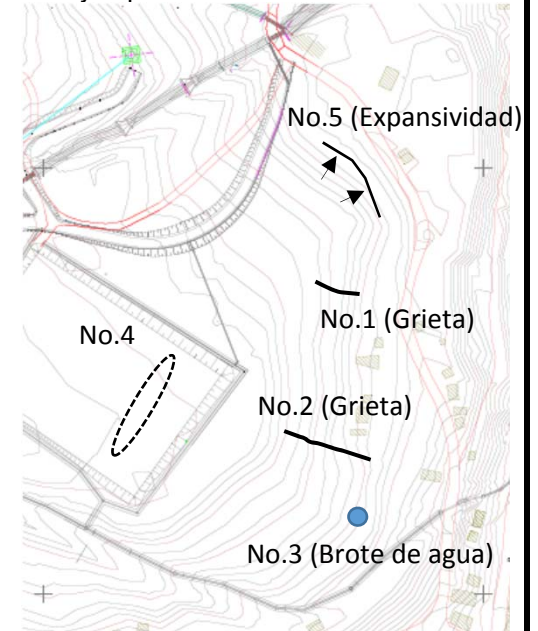 No.5 (Expansividad)
No.1 (Grieta)
No.4
No.2 (Grieta)
No.3 (Brote de agua)